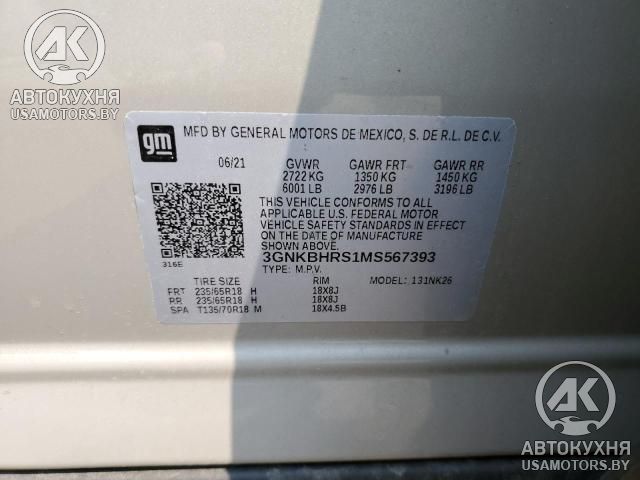 АВТОКУХНЯ
USAMOTORS.BY
gm
MFD BY GENERAL MOTORS DE MEXICO, S. DE R.L. DE C.V.
06/21 GVWR GAWR FRT GAWR RR
2722 KG 1350 KG 1450 KG
6001 LB 2976 LB 3196 LB
THIS VEHICLE CONFORMS TO ALL
APPLICABLE U.S. FEDERAL MOTOR
VEHICLE SAFETY STANDARDS IN EFFECT
ON THE DATE OF MANUFACTURE
SHOWN ABOVE.
3GNKBHRS1MS567393
316E
TYPE: M.P.V. MODEL: 131NK26
TIRE SIZE RIM
FRT 235/65R18 H 18X8J
RR 235/65R18 H 18X8J
SPA T135/70R18 M 18X4.5B
АК
АВТОКУХНЯ
USAMOTORS.BY